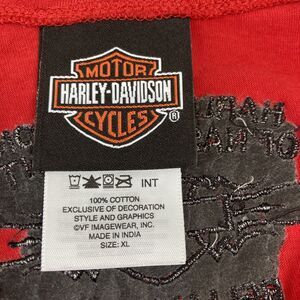 MOTOR
HARLEY-DAVIDSON
CYCLES ®
INT
100% COTTON
EXCLUSIVE OF DECORATION
STYLE AND GRAPHICS
©VF IMAGEWEAR, INC.
MADE IN INDIA
SIZE: XL